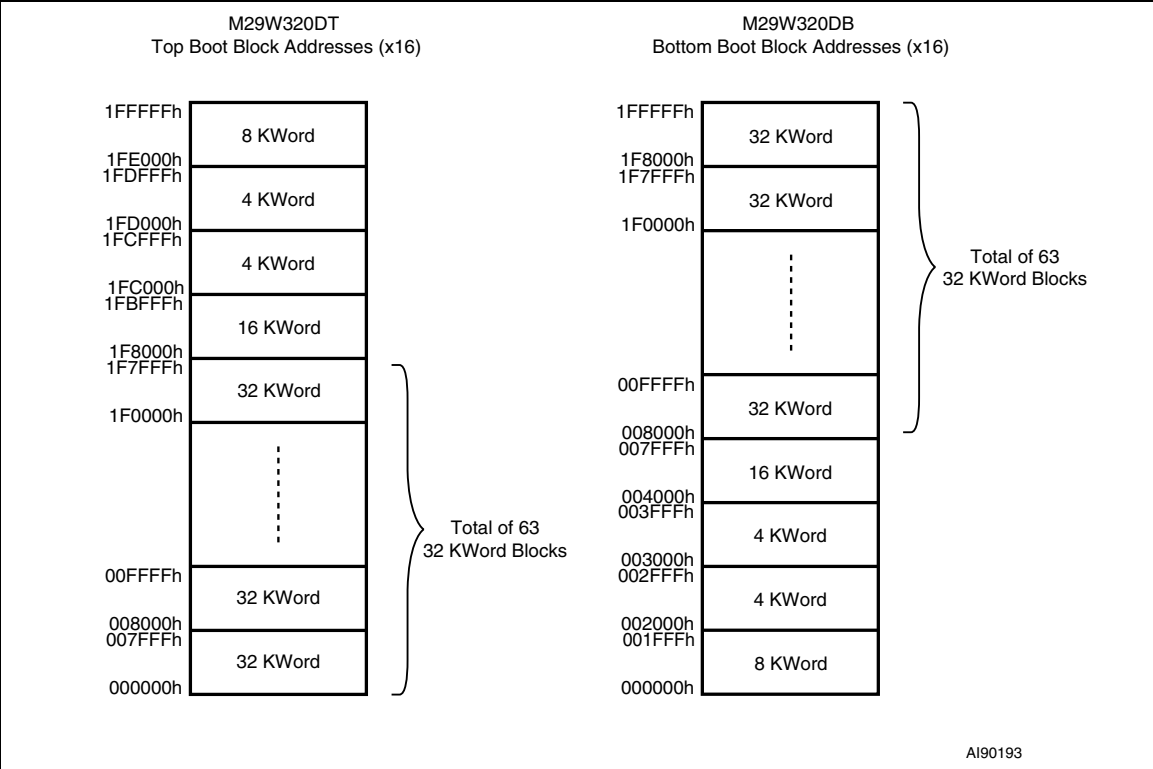 M29W320DT
Top Boot Block Addresses (x16)
1FFFFFh
8 KWord
1FE000h
1FDFFFh
4 KWord
1FD000h
1FCFFFh
4 KWord
1FC000h
1FBFFFh
16 KWord
1F8000h
1F7FFFh
32 KWord
1F0000h
Total of 63
32 KWord Blocks
00FFFFh
32 KWord
008000h
007FFFh
32 KWord
000000h
M29W320DB
Bottom Boot Block Addresses (x16)
1FFFFFh
32 KWord
1F8000h
1F7FFFh
32 KWord
1F0000h
Total of 63
32 KWord Blocks
00FFFFh
32 KWord
008000h
007FFFh
16 KWord
004000h
003FFFh
4 KWord
003000h
002FFFh
4 KWord
002000h
001FFFh
8 KWord
000000h
AI90193